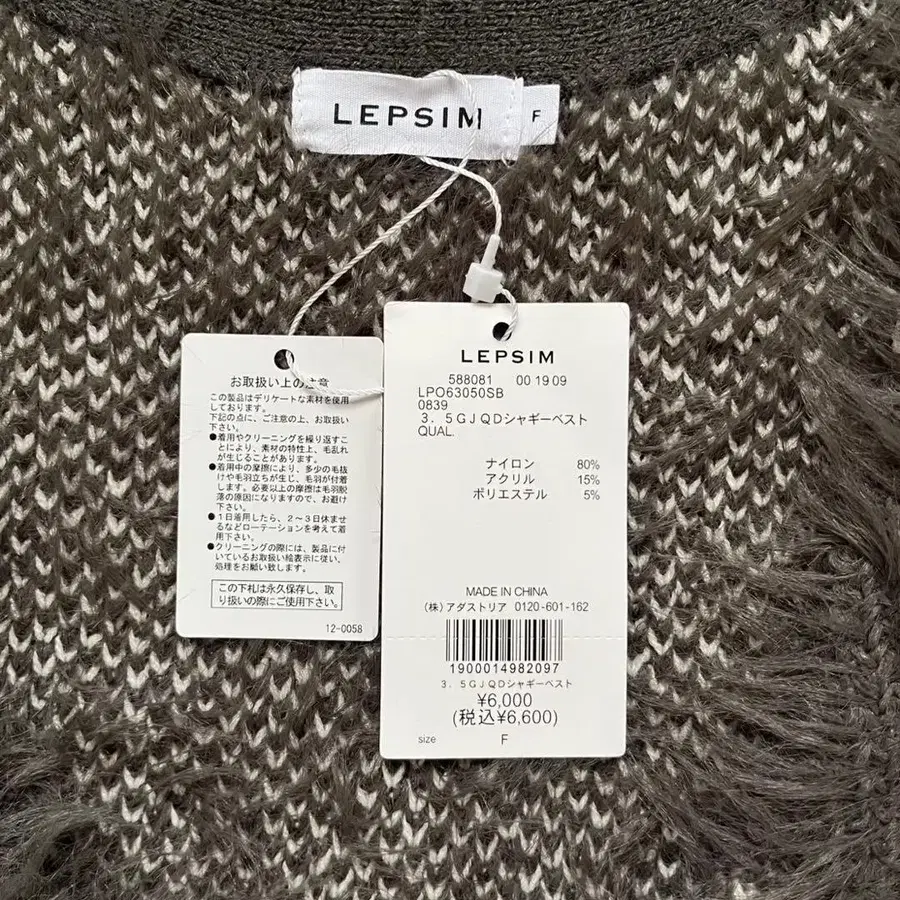 LEPSIM
F
お取扱い上の注意
この製品はデリケートな素材を使用
しております。
下記の点に、ご注意の上、お取扱い
下さい。
●着用やクリーニングを繰り返すこ
とにより、素材の特性上、毛乱れ
が生じることがあります。
●着用中の摩擦により、多少の毛抜
けや毛羽立ちが生じ、毛羽が付着
します。必要以上の摩擦は毛羽脱
落の原因になりますので、お避け
下さい。
●1日着用したら、2〜3日休ませ
るなどローテーションを考えて着
用下さい。
●クリーニングの際には、製品に付
いているお取扱い絵表示に従い、
処理をお願い致します。
この下札は永久保存し、取
り扱いの際にご使用下さい。
12-0058
LEPSIM
588081 00 19 09
LPO63050SB
0839
3．5GJQDシャギーベスト
QUAL.
ナイロン 80%
アクリル 15%
ポリエステル 5%
MADE IN CHINA
(株)アダストリア 0120-601-162
1900014982097
3．5GJQDシャギーベスト
¥6,000
(税込¥6,600)
size F